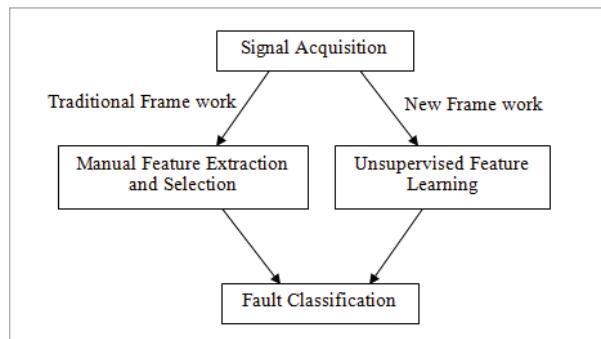 Signal Acquisition
Traditional Frame work
New Frame work
Manual Feature Extraction
and Selection
Unsupervised Feature
Learning
Fault Classification